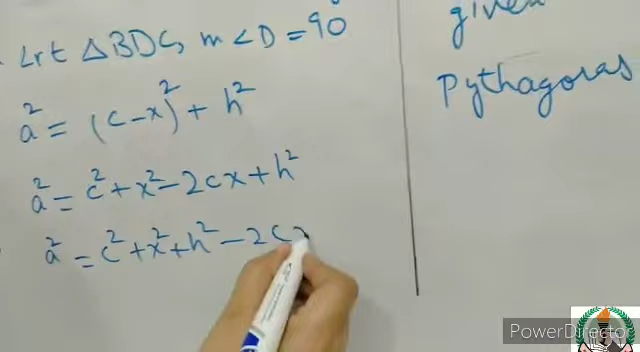 In rt △BDC, m∠D = 90°
given
a² = (c-x)² + h²
Pythagoras
a² = c² + x² - 2cx + h²
a² = c² + x² + h² - 2c
PowerDirector